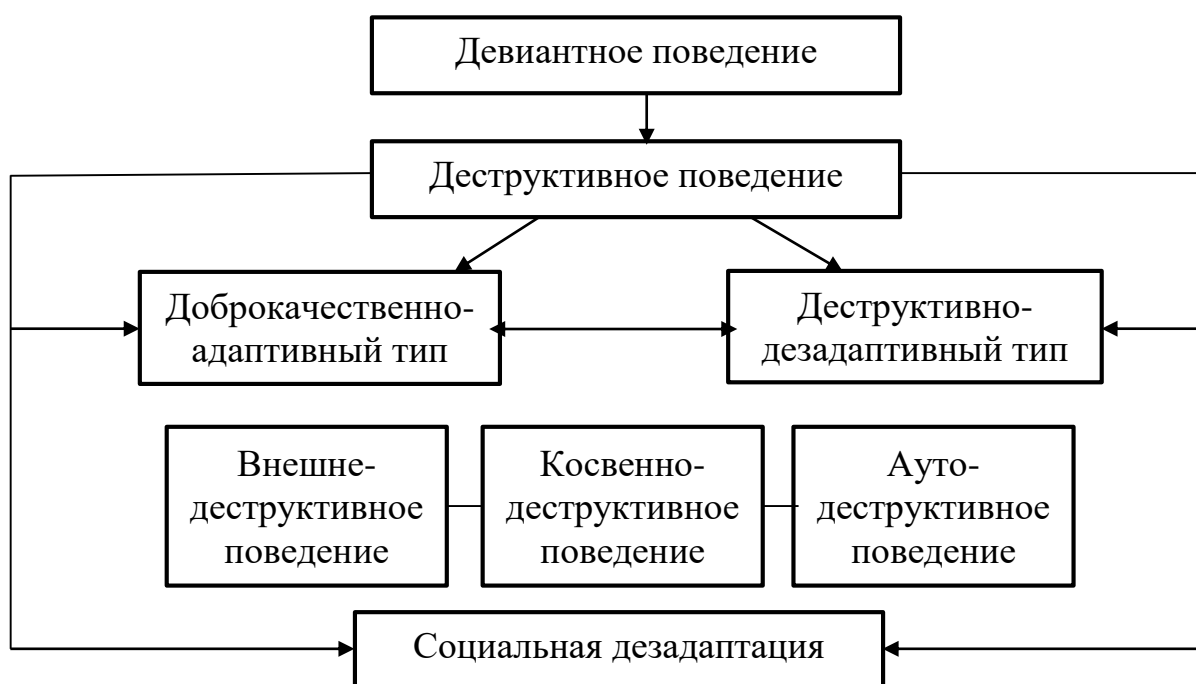 Девиантное поведение
Деструктивное поведение
Доброкачественно-
адаптивный тип
Деструктивно-
дезадаптивный тип
Внешне-
деструктивное
поведение
Косвенно-
деструктивное
поведение
Ауто-
деструктивное
поведение
Социальная дезадаптация